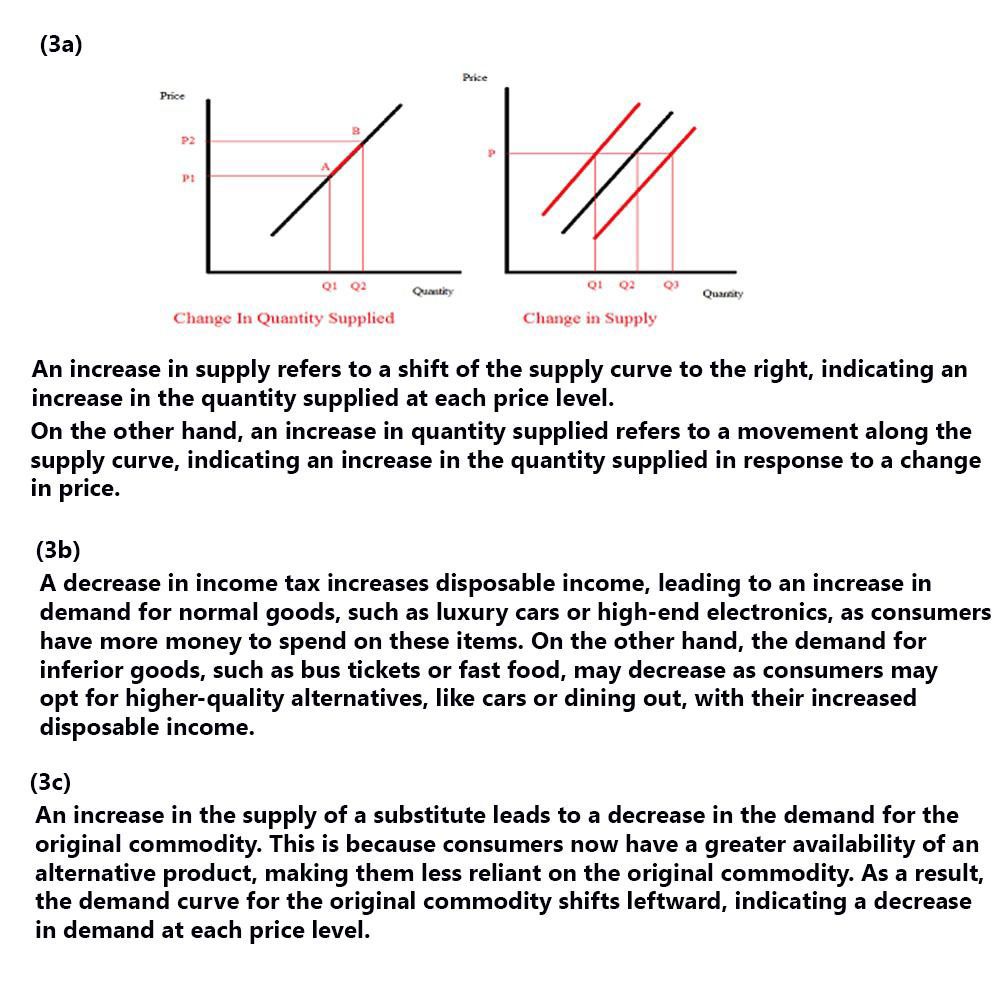 (3a)
Price
P2
P1
A
B
Q1 Q2
Quantity
Change In Quantity Supplied
Price
P
Q1 Q2 Q3
Quantity
Change in Supply
An increase in supply refers to a shift of the supply curve to the right, indicating an
increase in the quantity supplied at each price level.
On the other hand, an increase in quantity supplied refers to a movement along the
supply curve, indicating an increase in the quantity supplied in response to a change
in price.
(3b)
A decrease in income tax increases disposable income, leading to an increase in
demand for normal goods, such as luxury cars or high-end electronics, as consumers
have more money to spend on these items. On the other hand, the demand for
inferior goods, such as bus tickets or fast food, may decrease as consumers may
opt for higher-quality alternatives, like cars or dining out, with their increased
disposable income.
(3c)
An increase in the supply of a substitute leads to a decrease in the demand for the
original commodity. This is because consumers now have a greater availability of an
alternative product, making them less reliant on the original commodity. As a result,
the demand curve for the original commodity shifts leftward, indicating a decrease
in demand at each price level.